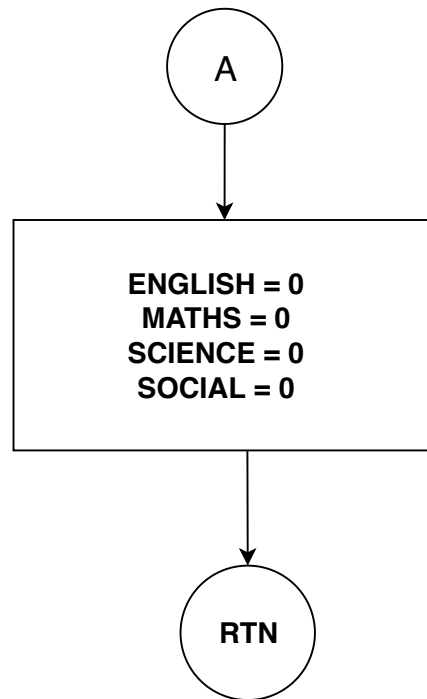 A
ENGLISH = 0
MATHS = 0
SCIENCE = 0
SOCIAL = 0
RTN